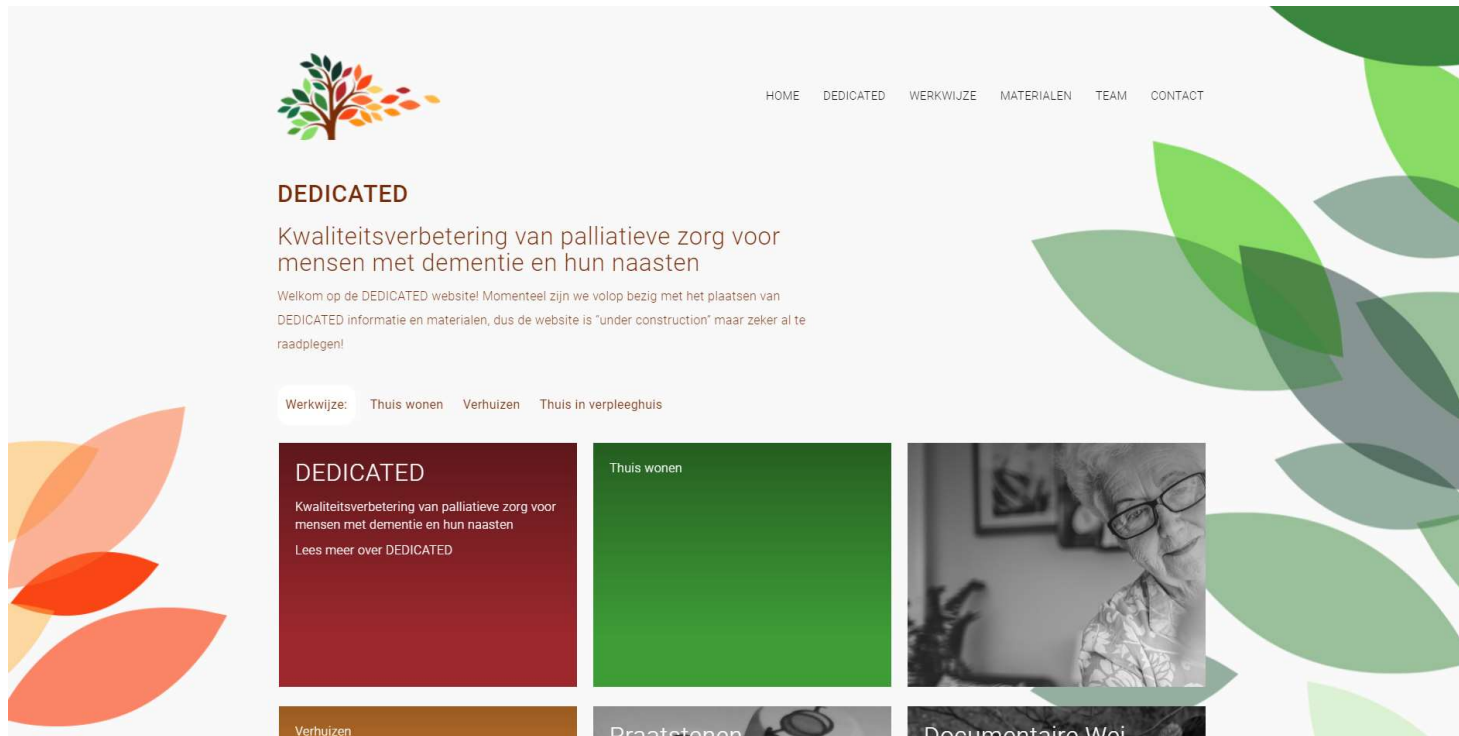 HOME DEDICATED WERKWIJZE MATERIALEN TEAM CONTACT
DEDICATED
Kwaliteitsverbetering van palliatieve zorg voor
mensen met dementie en hun naasten
Welkom op de DEDICATED website! Momenteel zijn we volop bezig met het plaatsen van
DEDICATED informatie en materialen, dus de website is “under construction” maar zeker al te
raadplegen!
Werkwijze: Thuis wonen Verhuizen Thuis in verpleeghuis
DEDICATED
Kwaliteitsverbetering van palliatieve zorg voor
mensen met dementie en hun naasten
Lees meer over DEDICATED
Thuis wonen
Verhuizen
Praatstenen
Documentaire Wei